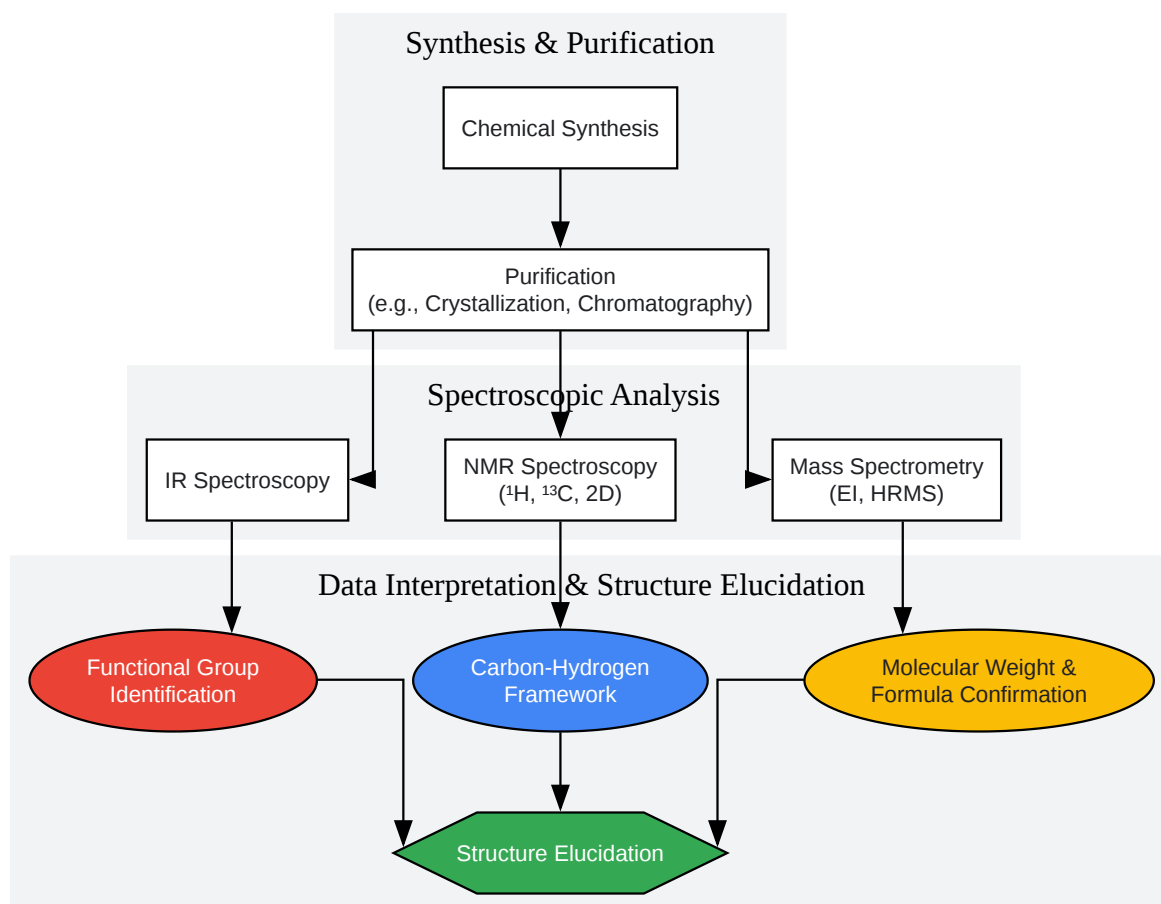 Synthesis & Purification
Chemical Synthesis
Purification
(e.g., Crystallization, Chromatography)
Spectroscopic Analysis
IR Spectroscopy
NMR Spectroscopy
(¹H, ¹³C, 2D)
Mass Spectrometry
(EI, HRMS)
Data Interpretation & Structure Elucidation
Functional Group
Identification
Carbon-Hydrogen
Framework
Molecular Weight &
Formula Confirmation
Structure Elucidation